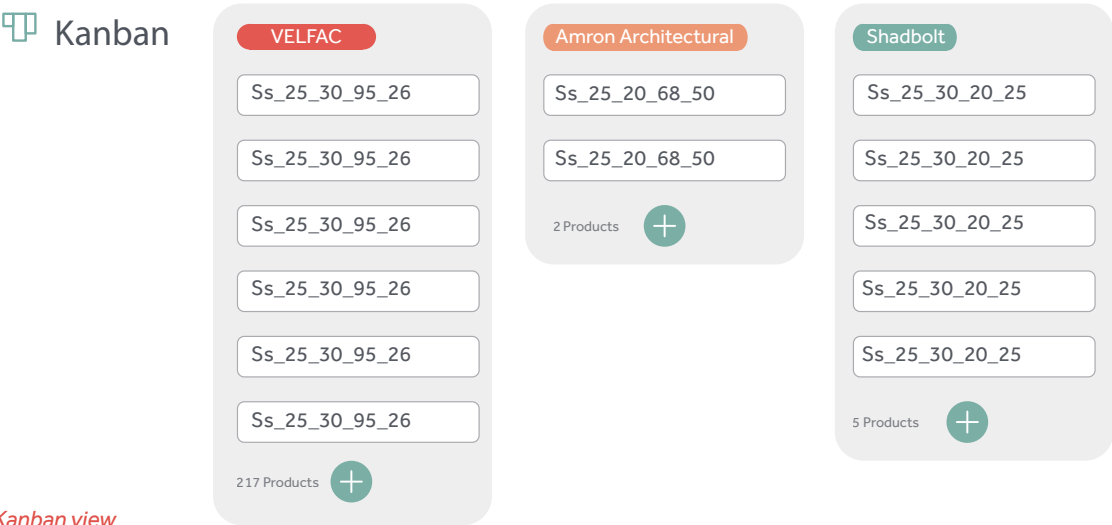 Kanban
VELFAC
Ss_25_30_95_26
Ss_25_30_95_26
Ss_25_30_95_26
Ss_25_30_95_26
Ss_25_30_95_26
Ss_25_30_95_26
217 Products
Amron Architectural
Ss_25_20_68_50
Ss_25_20_68_50
2 Products
Shadbolt
Ss_25_30_20_25
Ss_25_30_20_25
Ss_25_30_20_25
Ss_25_30_20_25
Ss_25_30_20_25
5 Products
Kanban view